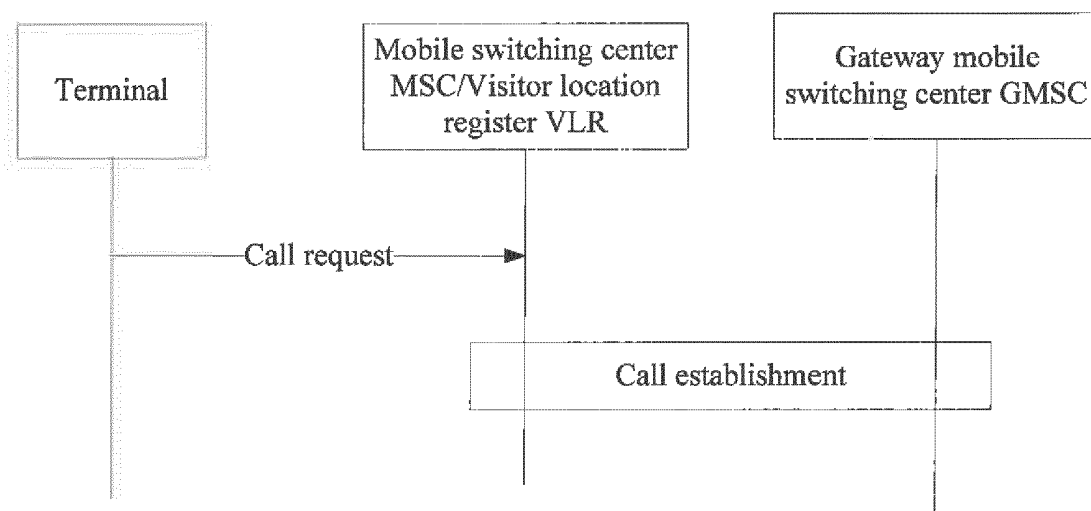 Terminal
Mobile switching center
MSC/Visitor location
register VLR
Gateway mobile
switching center GMSC
Call request
Call establishment